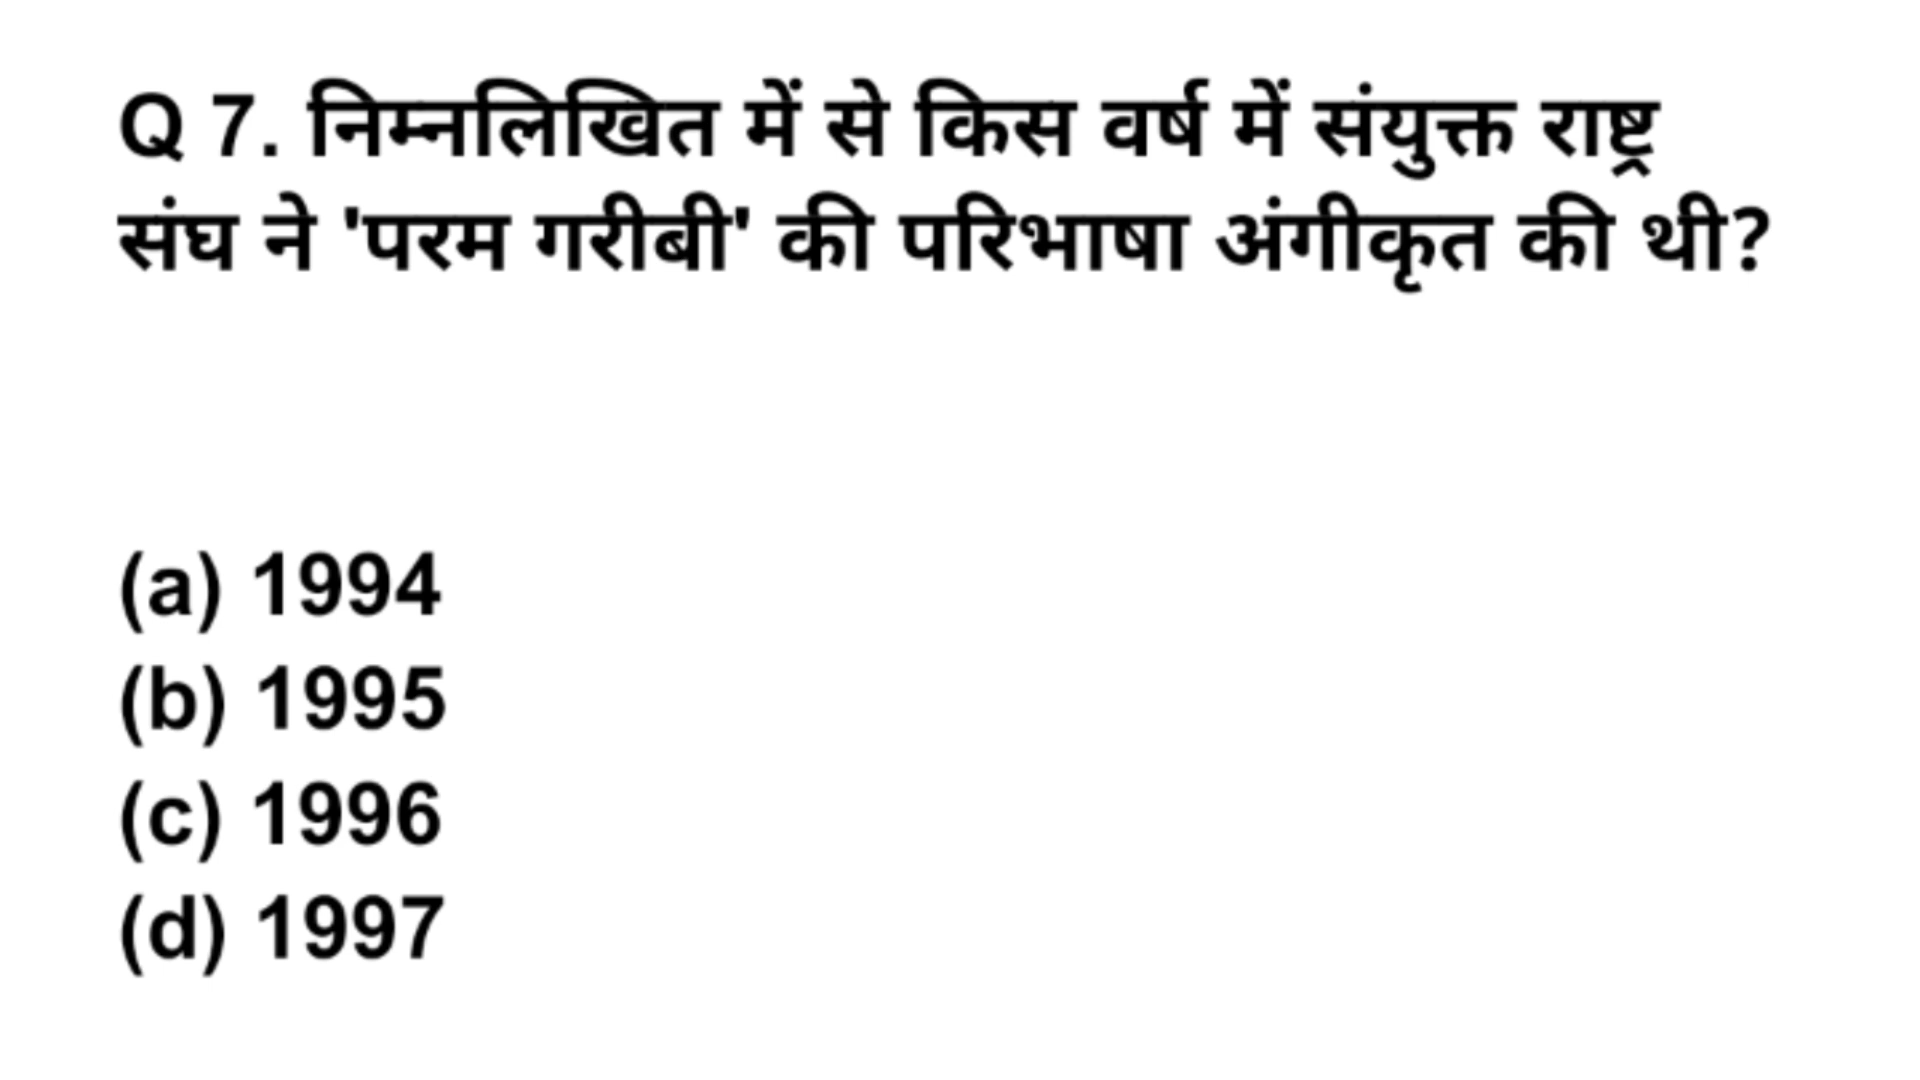 Q 7. निम्नलिखित में से किस वर्ष में संयुक्त राष्ट्र
संघ ने 'परम गरीबी' की परिभाषा अंगीकृत की थी?
(a) 1994
(b) 1995
(c) 1996
(d) 1997